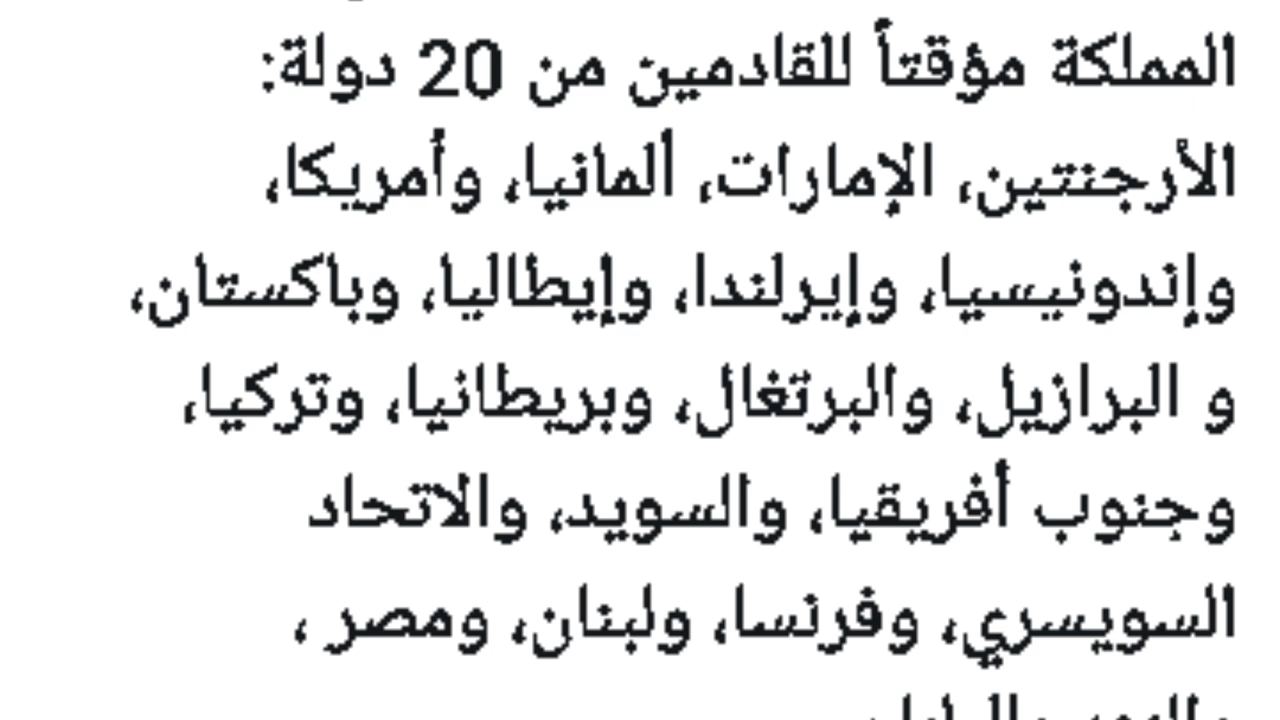 المملكة مؤقتاً للقادمين من 20 دولة:
الأرجنتين، الإمارات، ألمانيا، وأمريكا،
وإندونيسيا، وإيرلندا، وإيطاليا، وباكستان،
و البرازيل، والبرتغال، وبريطانيا، وتركيا،
وجنوب أفريقيا، والسويد، والاتحاد
السويسري، وفرنسا، ولبنان، ومصر ،